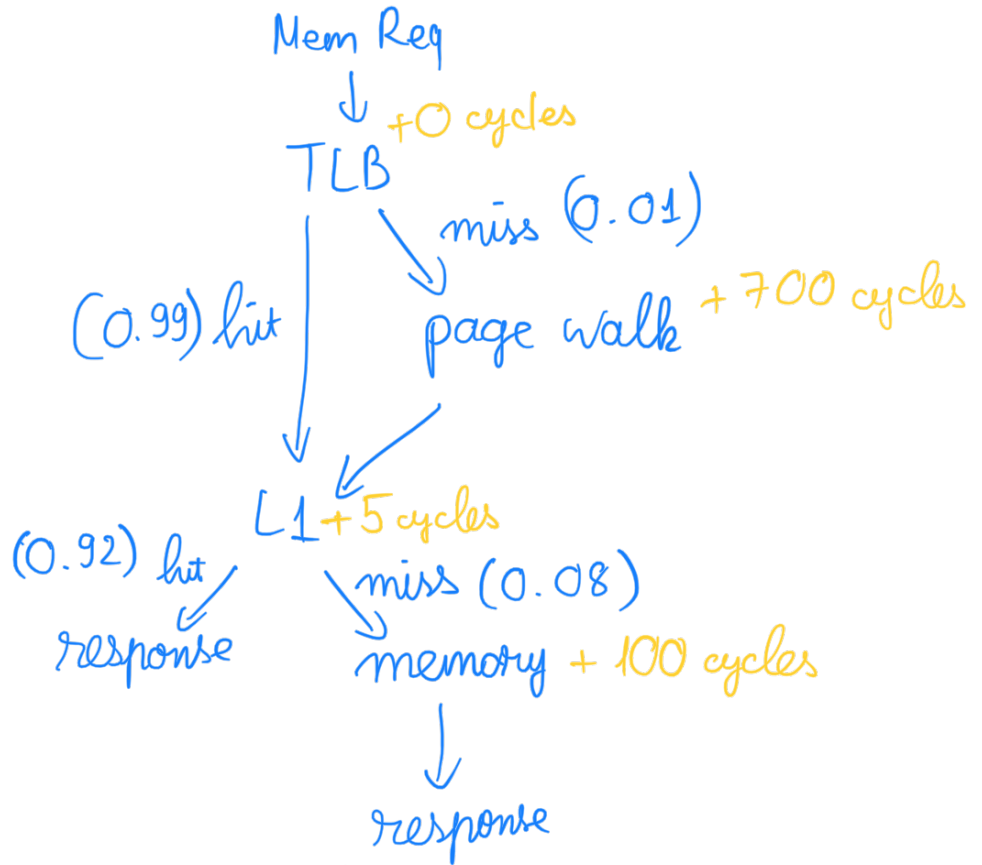 Mem Req
+0 cycles
TLB
miss (0.01)
(0.99) hit
page walk + 700 cycles
L1 + 5 cycles
(0.92) hit
miss (0.08)
response
memory + 100 cycles
response